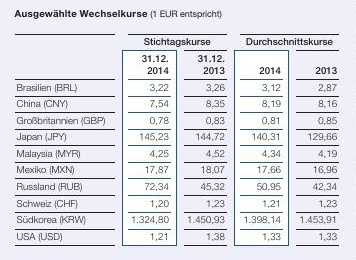 Ausgewählte Wechselkurse (1 EUR entspricht)
Stichtagskurse Durchschnittskurse
31.12. 31.12.
2014 2013 2014 2013
Brasilien (BRL) 3,22 3,26 3,12 2,87
China (CNY) 7,54 8,35 8,19 8,16
Großbritannien (GBP) 0,78 0,83 0,81 0,85
Japan (JPY) 145,23 144,72 140,31 129,66
Malaysia (MYR) 4,25 4,52 4,34 4,19
Mexiko (MXN) 17,87 18,07 17,66 16,96
Russland (RUB) 72,34 45,32 50,95 42,34
Schweiz (CHF) 1,20 1,23 1,21 1,23
Südkorea (KRW) 1.324,80 1.450,93 1.398,14 1.453,91
USA (USD) 1,21 1,38 1,33 1,33